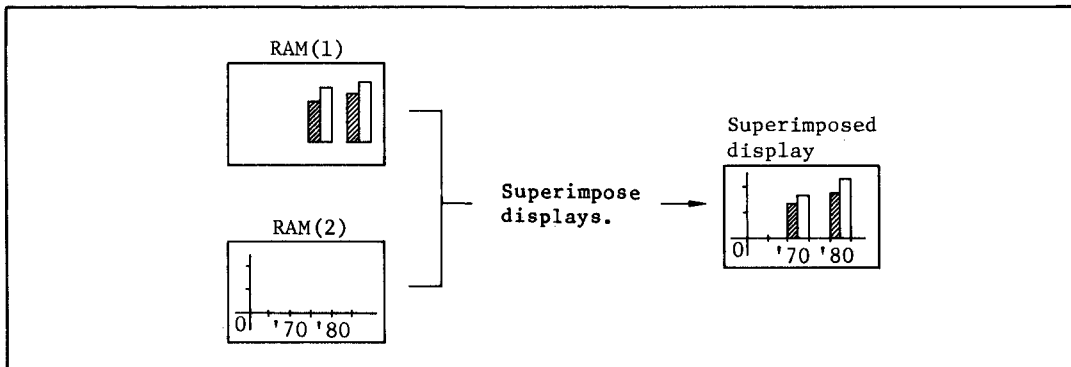 RAM(1)
RAM(2)
0 '70 '80
Superimpose
displays.
Superimposed
display
0 '70 '80